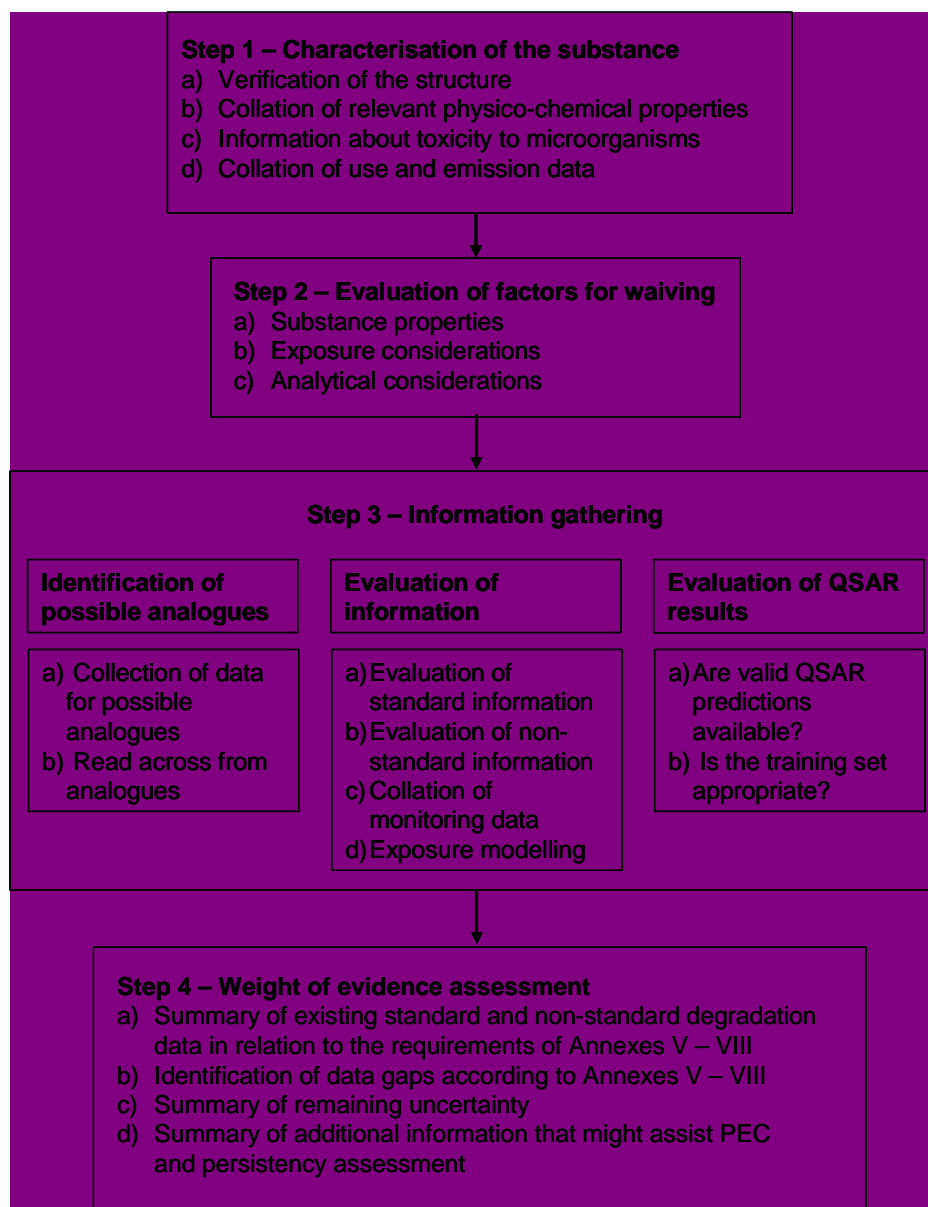 Step 1 – Characterisation of the substance
a) Verification of the structure
b) Collation of relevant physico-chemical properties
c) Information about toxicity to microorganisms
d) Collation of use and emission data
Step 2 – Evaluation of factors for waiving
a) Substance properties
b) Exposure considerations
c) Analytical considerations
Step 3 – Information gathering
Identification of
possible analogues
a) Collection of data
for possible
analogues
b) Read across from
analogues
Evaluation of
information
a) Evaluation of
standard information
b) Evaluation of non-
standard information
c) Collation of
monitoring data
d) Exposure modelling
Evaluation of QSAR
results
a) Are valid QSAR
predictions
available?
b) Is the training set
appropriate?
Step 4 – Weight of evidence assessment
a) Summary of existing standard and non-standard degradation
data in relation to the requirements of Annexes V – VIII
b) Identification of data gaps according to Annexes V – VIII
c) Summary of remaining uncertainty
d) Summary of additional information that might assist PEC
and persistency assessment